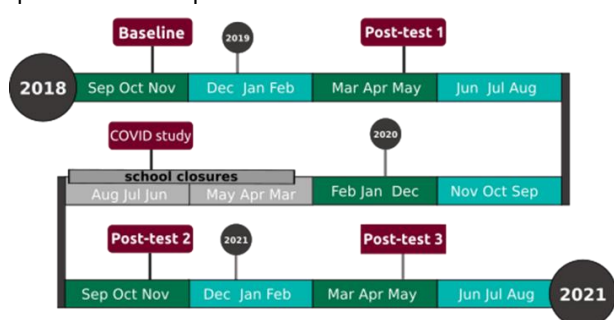 Baseline
2019
Post-test 1
2018
Sep Oct Nov
Dec Jan Feb
Mar Apr May
Jun Jul Aug
COVID study
2020
school closures
Aug Jul Jun
May Apr Mar
Feb Jan Dec
Nov Oct Sep
Post-test 2
2021
Post-test 3
Sep Oct Nov
Dec Jan Feb
Mar Apr May
Jun Jul Aug
2021